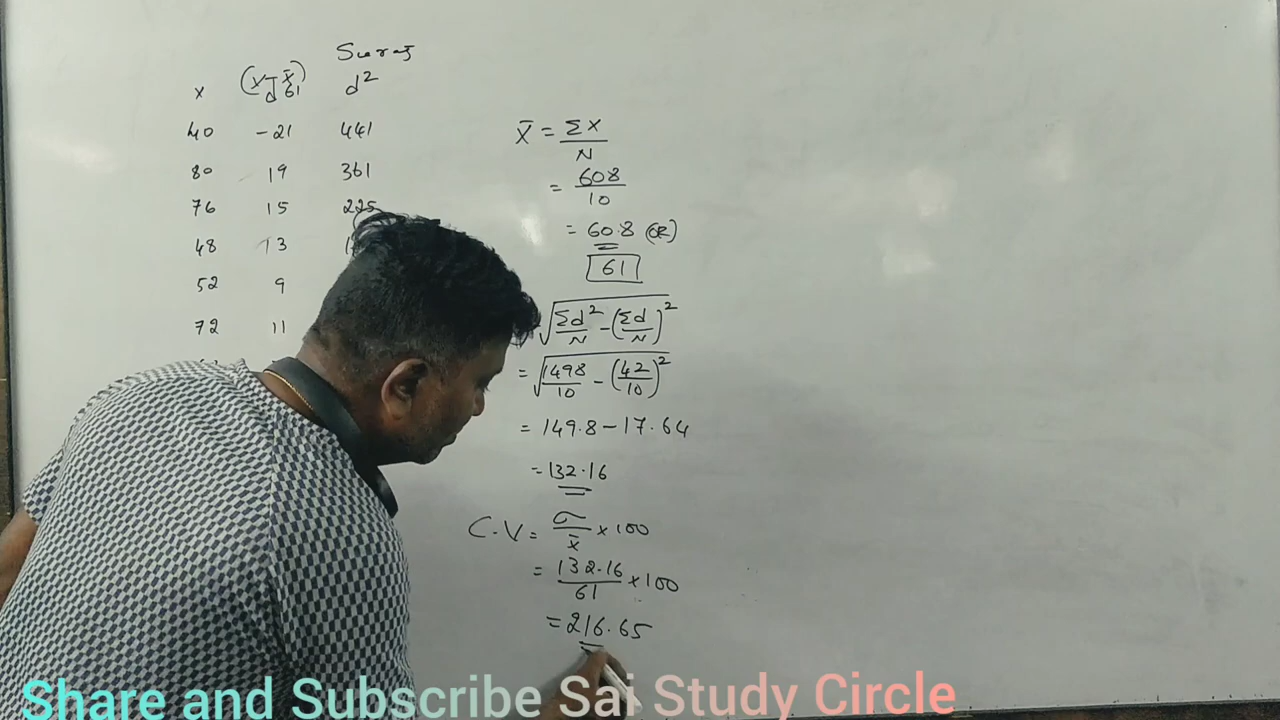 Suraj
x (x-x̄) d²
d 61
40 -21 441
80 19 361
76 15 225
48 13
52 9
72 11
X̄ = ΣX/N
= 608/10
= 60.8 (OR)
61
√Σd²/N - (Σd/N)²
= √1498/10 - (42/10)²
= 149.8 - 17.64
= 132.16
C.V = σ/x̄ × 100
= 132.16/61 × 100
= 216.65
Share and Subscribe Sai Study Circle